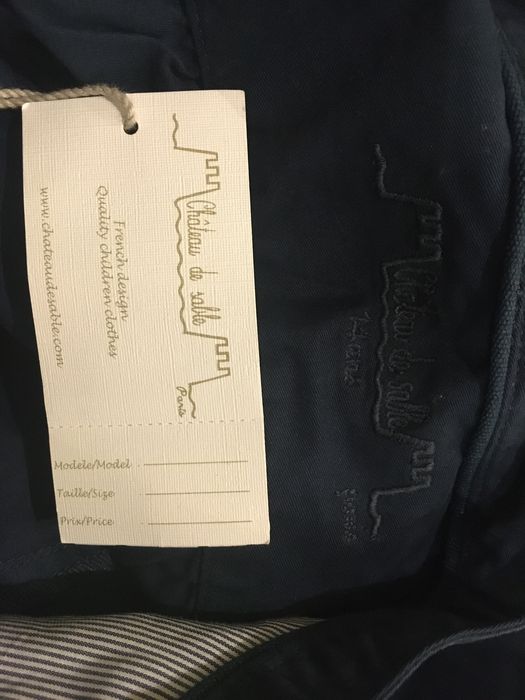 Château de sable
Paris
French design
Quality children clothes
www.chateaudesable.com
Modele/Model
Taille/Size
Prix/Price
Château de sable
14 ans